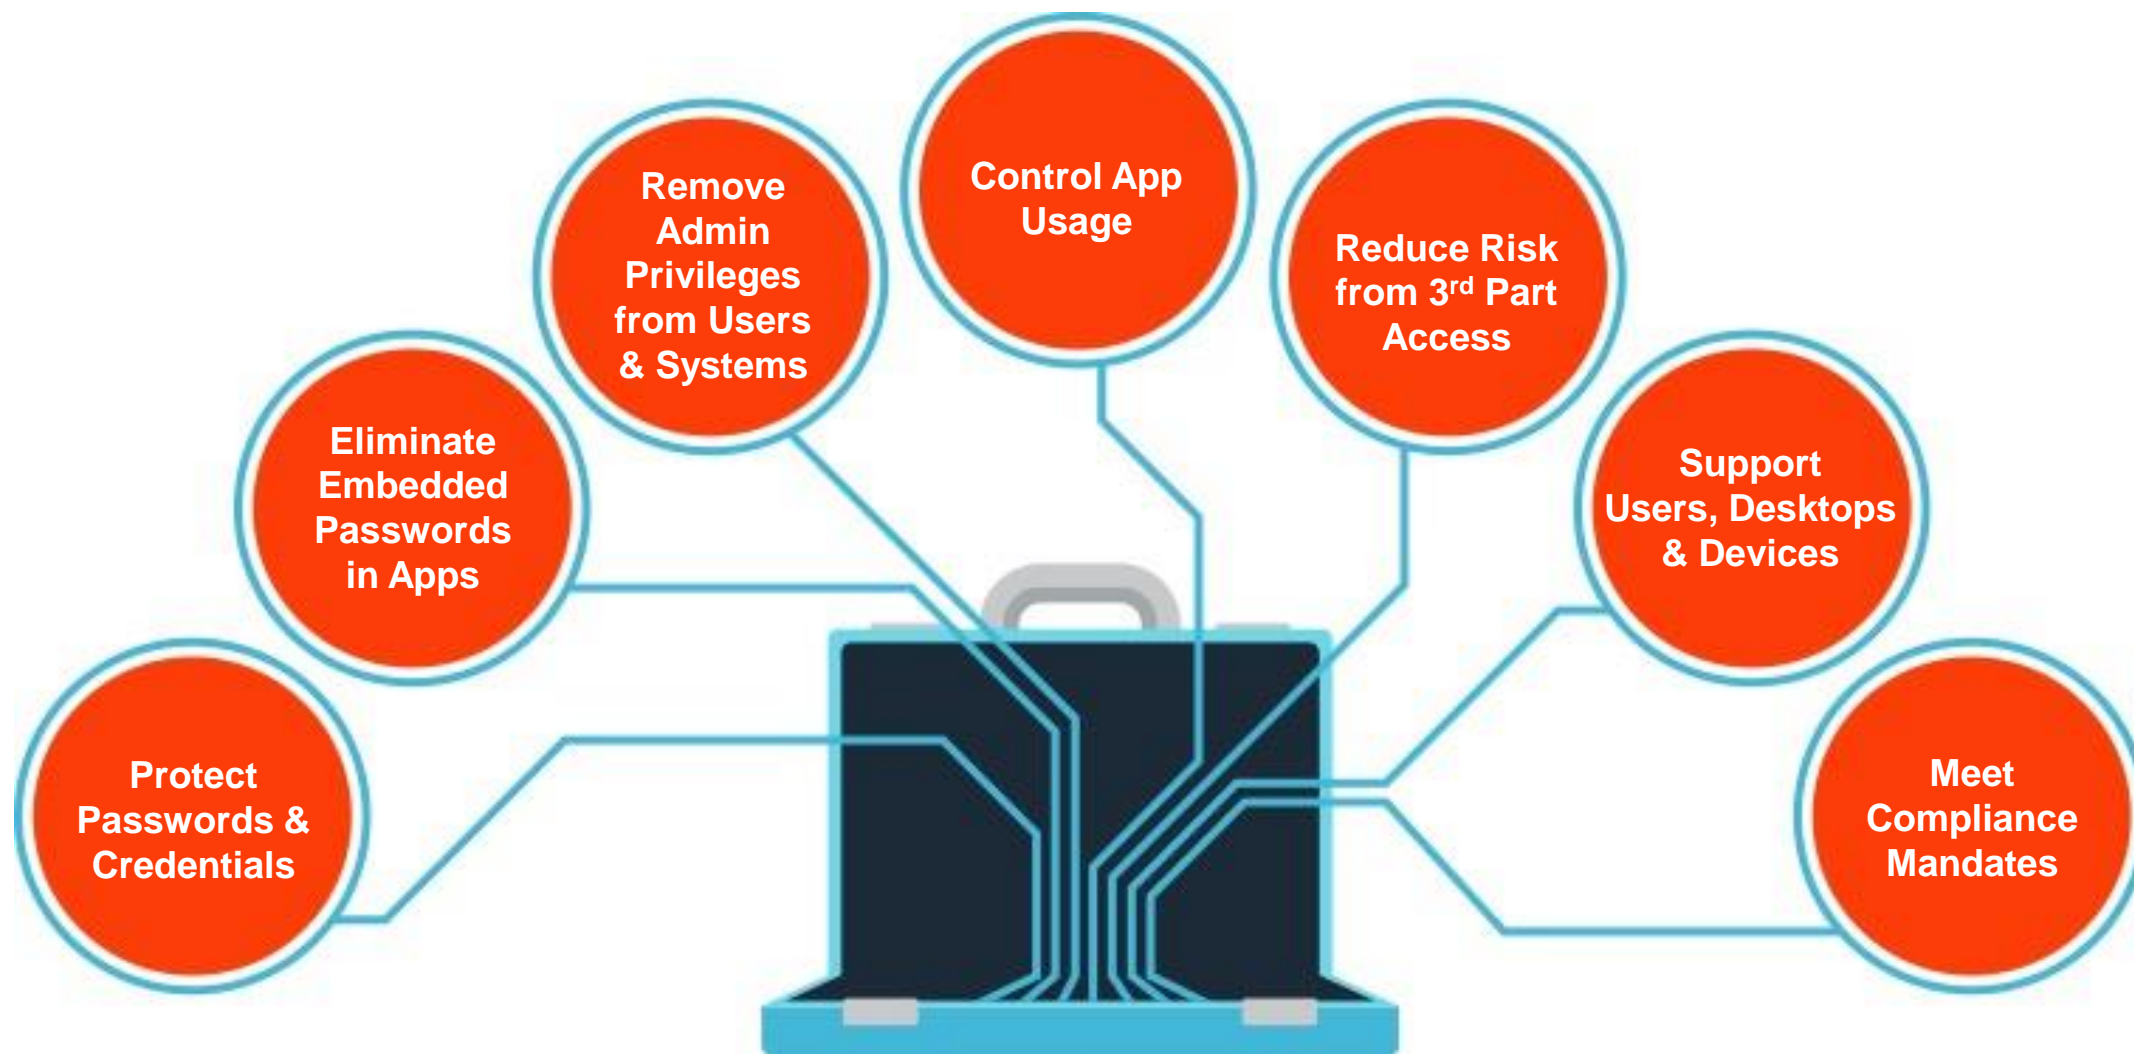 Protect
Passwords &
Credentials
Eliminate
Embedded
Passwords
in Apps
Remove
Admin
Privileges
from Users
& Systems
Control App
Usage
Reduce Risk
from 3rd Part
Access
Support
Users, Desktops
& Devices
Meet
Compliance
Mandates